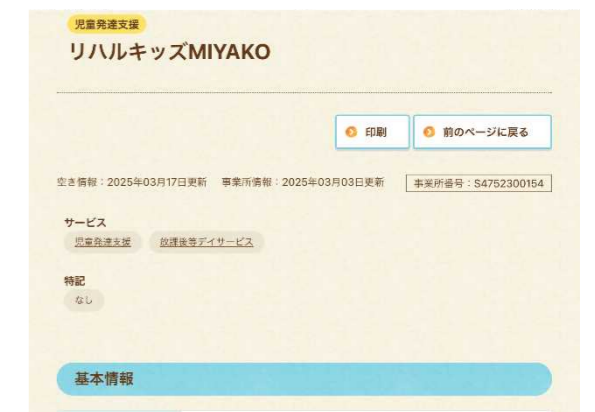 児童発達支援
リハルキッズMIYAKO
印刷
前のページに戻る
空き情報：2025年03月17日更新　事業所情報：2025年03月03日更新
事業所番号：S4752300154
サービス
児童発達支援　放課後等デイサービス
特記
なし
基本情報